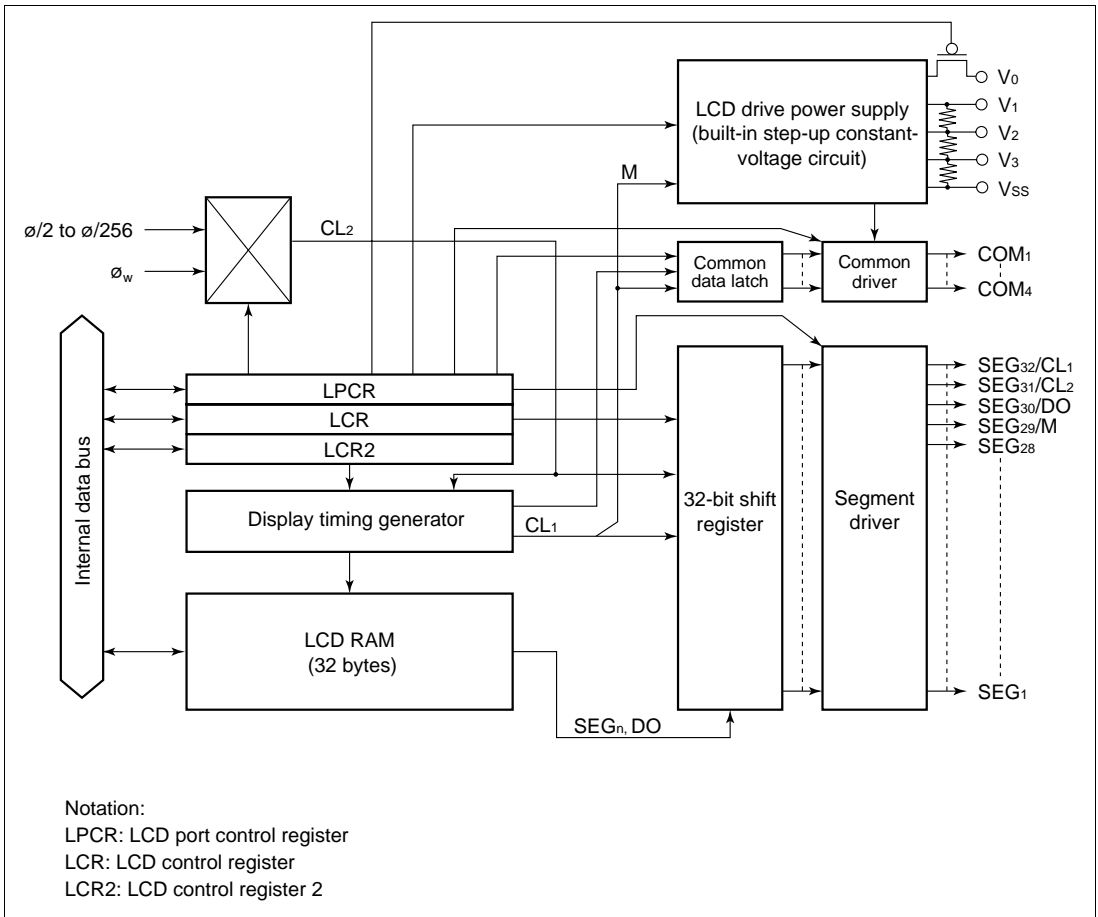 V0
V1
V2
V3
VSS
LCD drive power supply
(built-in step-up constant-
voltage circuit)
M
ø/2 to ø/256
øw
CL2
Common
data latch
Common
driver
COM1
COM4
LPCR
LCR
LCR2
Display timing generator
CL1
LCD RAM
(32 bytes)
SEGn, DO
Internal data bus
32-bit shift
register
Segment
driver
SEG32/CL1
SEG31/CL2
SEG30/DO
SEG29/M
SEG28
SEG1
Notation:
LPCR: LCD port control register
LCR: LCD control register
LCR2: LCD control register 2